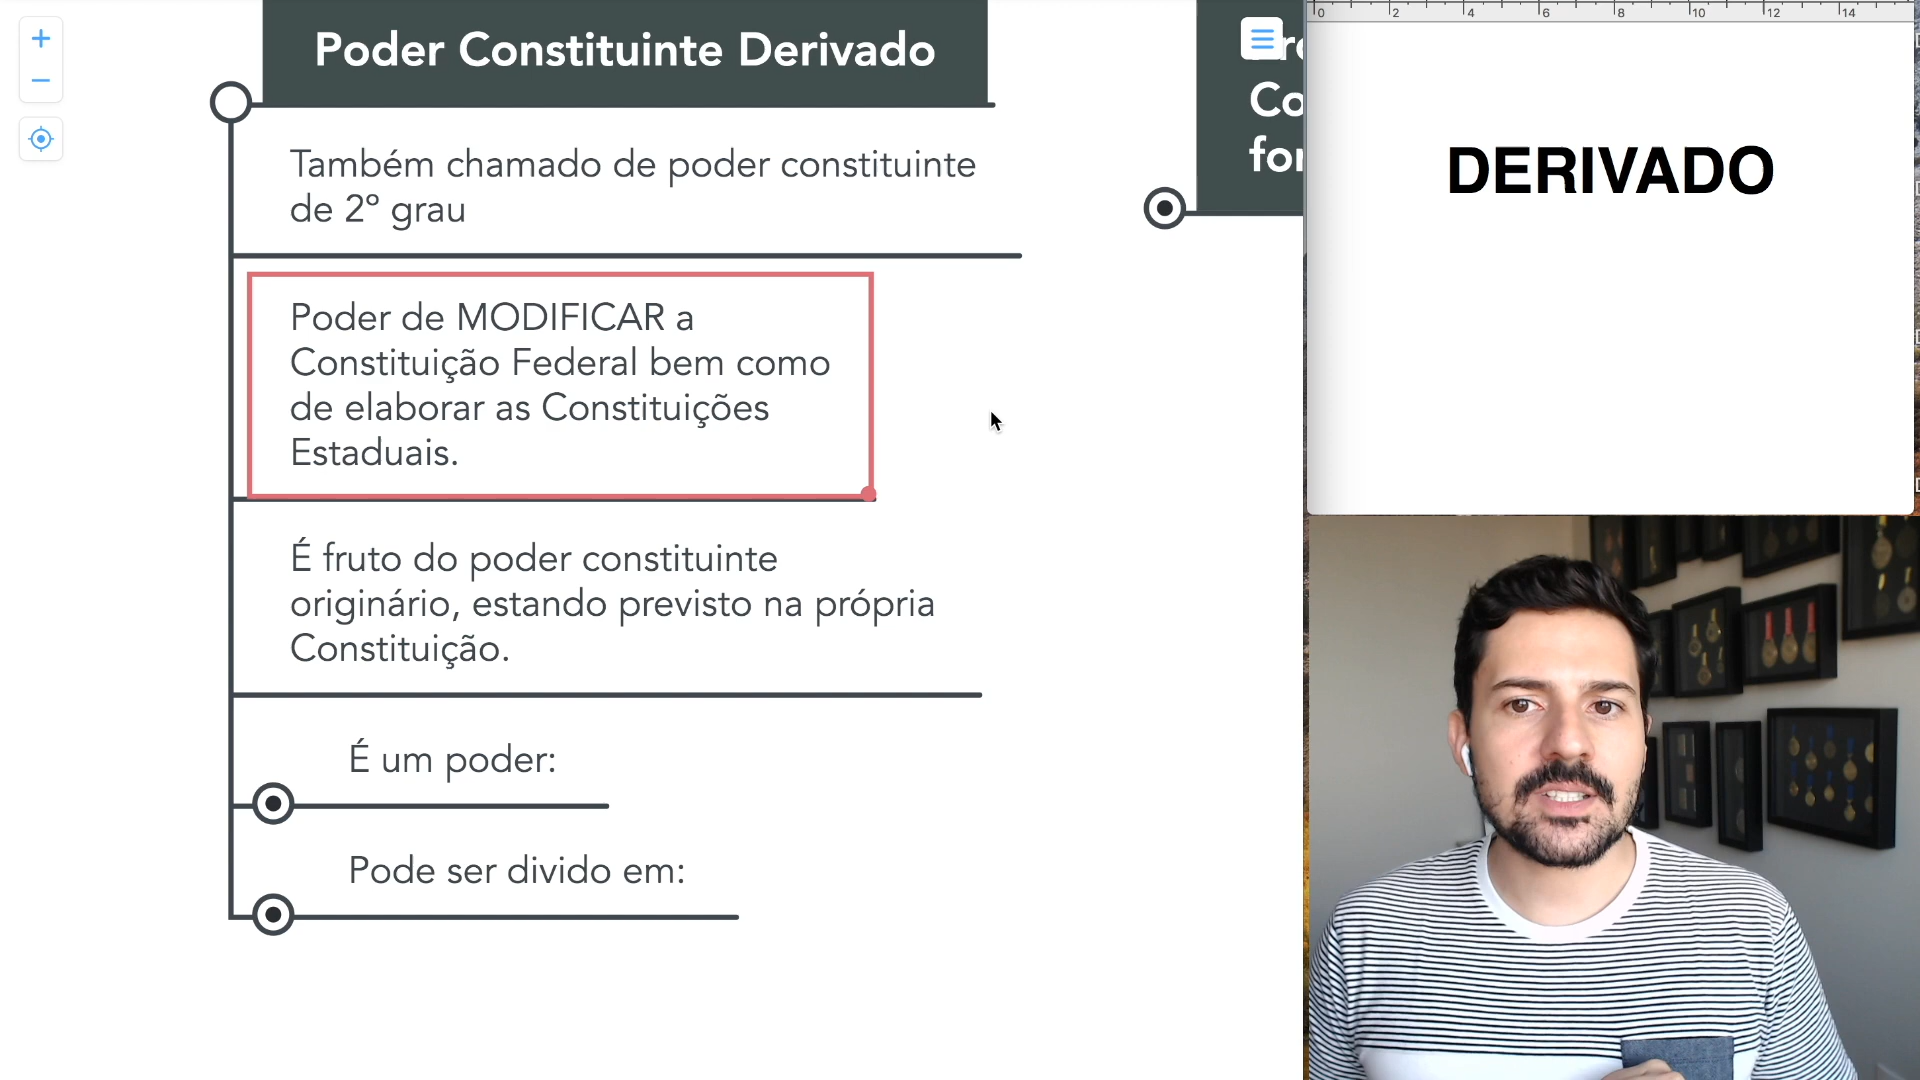 Poder Constituinte Derivado
Também chamado de poder constituinte
de 2º grau
Poder de MODIFICAR a
Constituição Federal bem como
de elaborar as Constituições
Estaduais.
É fruto do poder constituinte
originário, estando previsto na própria
Constituição.
É um poder:
Pode ser divido em:
Co
for
0 2 4 6 8 10 12 14
DERIVADO